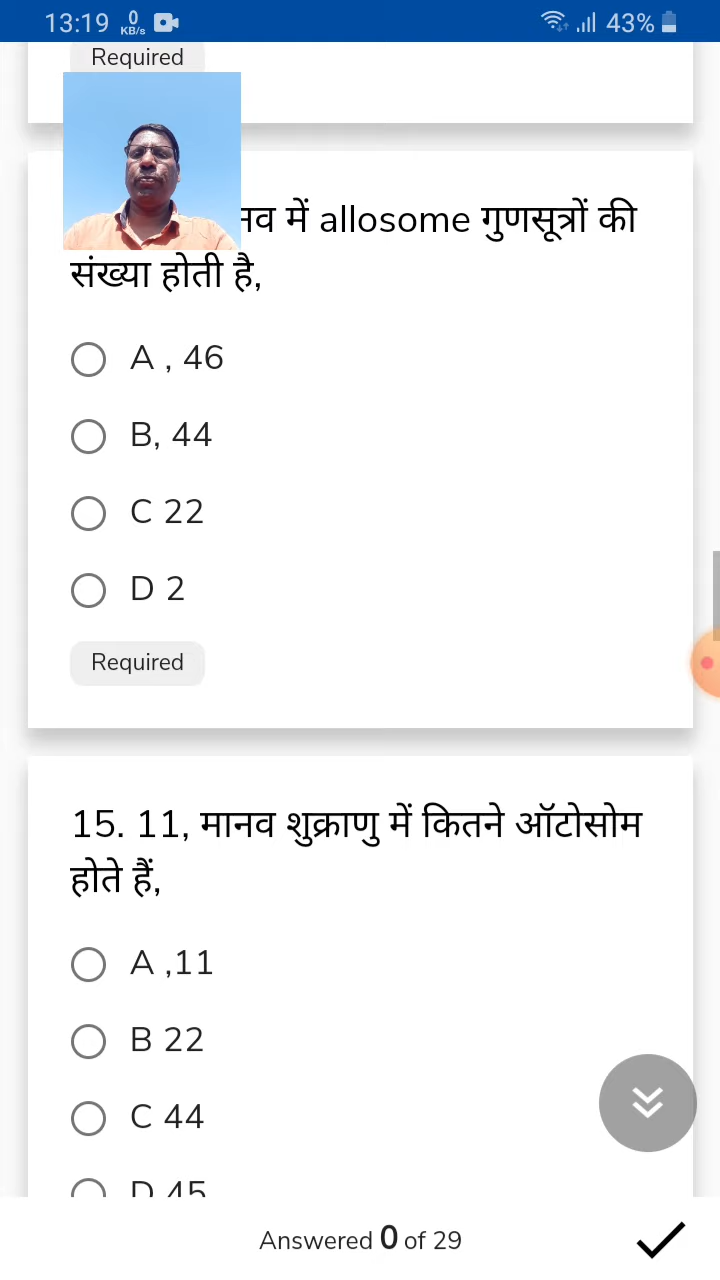 13:19 0 KB/s 43%
Required
में allosome गुणसूत्रों की
संख्या होती है,
A , 46
B, 44
C 22
D 2
Required
15. 11, मानव शुक्राणु में कितने ऑटोसोम
होते हैं,
A ,11
B 22
C 44
D 45
Answered 0 of 29